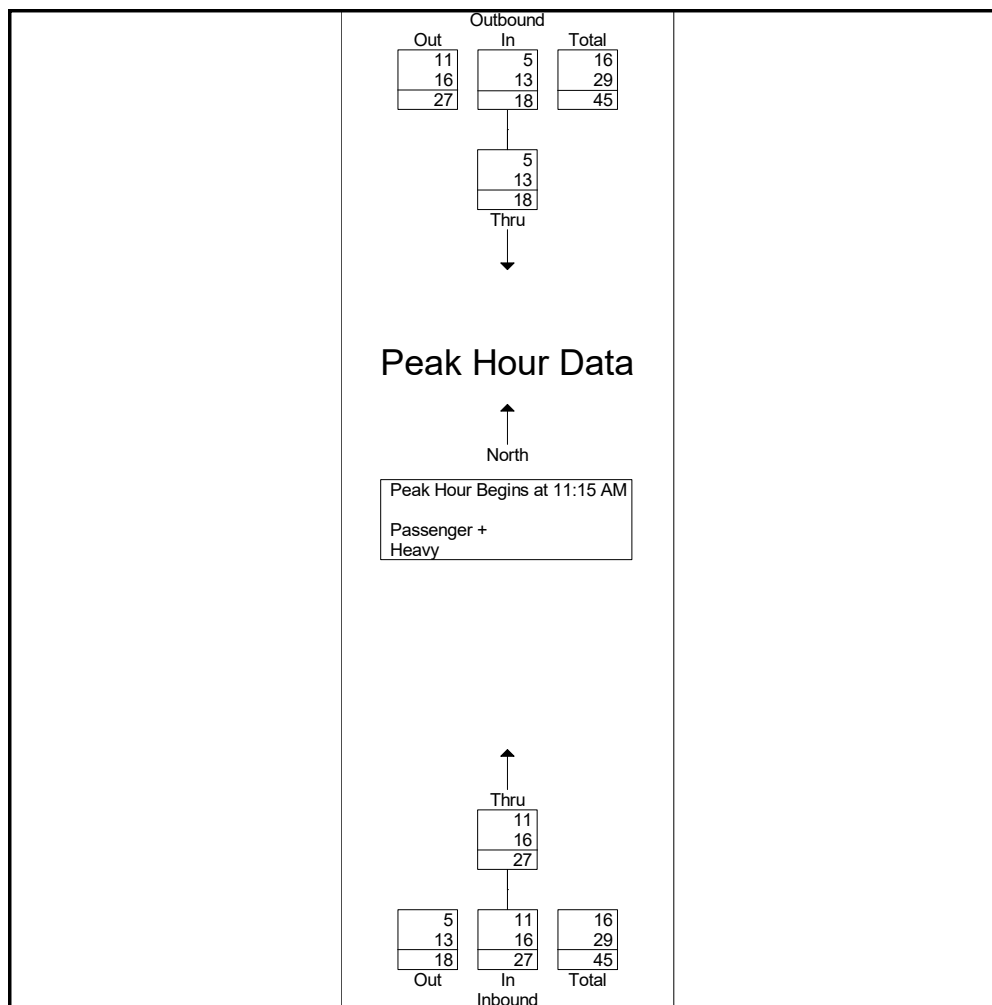 Outbound
Out In Total
11 5 16
16 13 29
27 18 45
5
13
18
Thru
Peak Hour Data
North
Peak Hour Begins at 11:15 AM
Passenger +
Heavy
Thru
11
16
27
5 11 16
13 16 29
18 27 45
Out In Total
Inbound